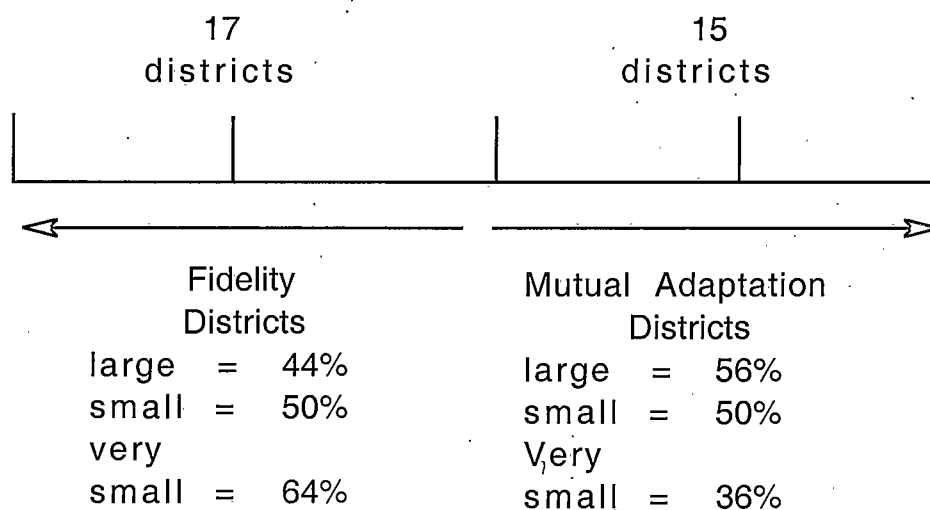 17
districts
15
districts
Fidelity
Districts
large = 44%
small = 50%
very
small = 64%
Mutual Adaptation
Districts
large = 56%
small = 50%
Very
small = 36%